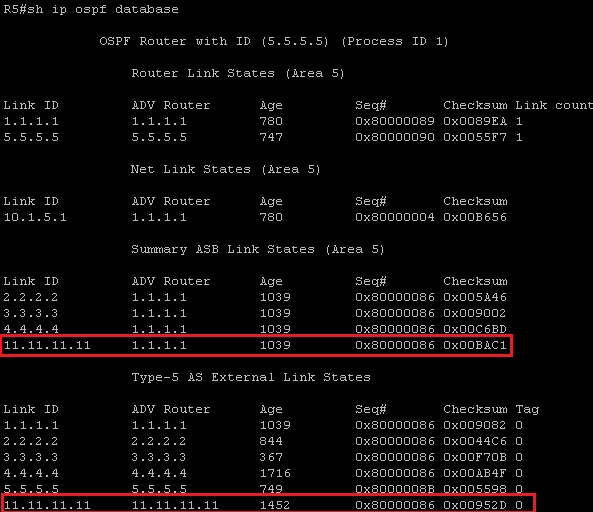 R5#sh ip ospf database
OSPF Router with ID (5.5.5.5) (Process ID 1)
Router Link States (Area 5)
Link ID ADV Router Age Seq# Checksum Link count
1.1.1.1 1.1.1.1 780 0x80000089 0x0089EA 1
5.5.5.5 5.5.5.5 747 0x80000090 0x0055F7 1
Net Link States (Area 5)
Link ID ADV Router Age Seq# Checksum
10.1.5.1 1.1.1.1 780 0x80000004 0x00B656
Summary ASB Link States (Area 5)
Link ID ADV Router Age Seq# Checksum
2.2.2.2 1.1.1.1 1039 0x80000086 0x005A46
3.3.3.3 1.1.1.1 1039 0x80000086 0x009002
4.4.4.4 1.1.1.1 1039 0x80000086 0x00C6BD
11.11.11.11 1.1.1.1 1039 0x80000086 0x00BAC1
Type-5 AS External Link States
Link ID ADV Router Age Seq# Checksum Tag
1.1.1.1 1.1.1.1 1039 0x80000086 0x009082 0
2.2.2.2 2.2.2.2 844 0x80000086 0x0044C6 0
3.3.3.3 3.3.3.3 367 0x80000086 0x00F70B 0
4.4.4.4 4.4.4.4 1716 0x80000086 0x00AB4F 0
5.5.5.5 5.5.5.5 749 0x8000008B 0x005598 0
11.11.11.11 11.11.11.11 1452 0x80000086 0x00952D 0